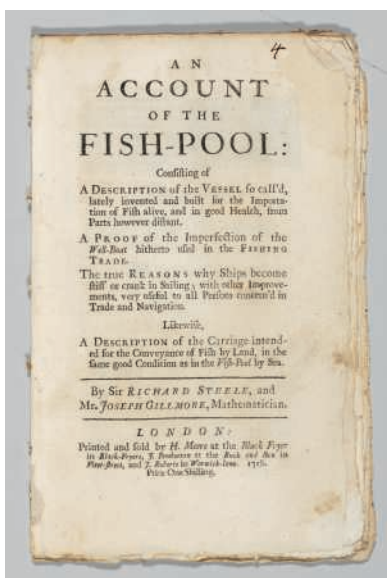 4
AN
ACCOUNT
OF THE
FISH-POOL:
Consisting of
A DESCRIPTION of the VESSEL so call'd,
lately invented and built for the Importa-
tion of Fish alive, and in good Health, from
Parts however distant.
A PROOF of the Imperfection of the
Well-Boat hitherto used in the FISHING
TRADE.
The true REASONS why Ships become
stiff or crank in Sailing; with other Improve-
ments, very useful to all Persons concern'd in
Trade and Navigation.
Likewise,
A DESCRIPTION of the Carriage intend-
ed for the Conveyance of Fish by Land, in the
same good Condition as in the Fish-Pool by Sea.
By Sir RICHARD STEELE, and
Mr. JOSEPH GILLMORE, Mathematician.
LONDON:
Printed and sold by H. Meere at the Black Fryer
in Black-Fryers, J. Pemberton at the Buck and Sun in
Fleet-street, and J. Roberts in Warwick-lane. 1718.
Price One Shilling.